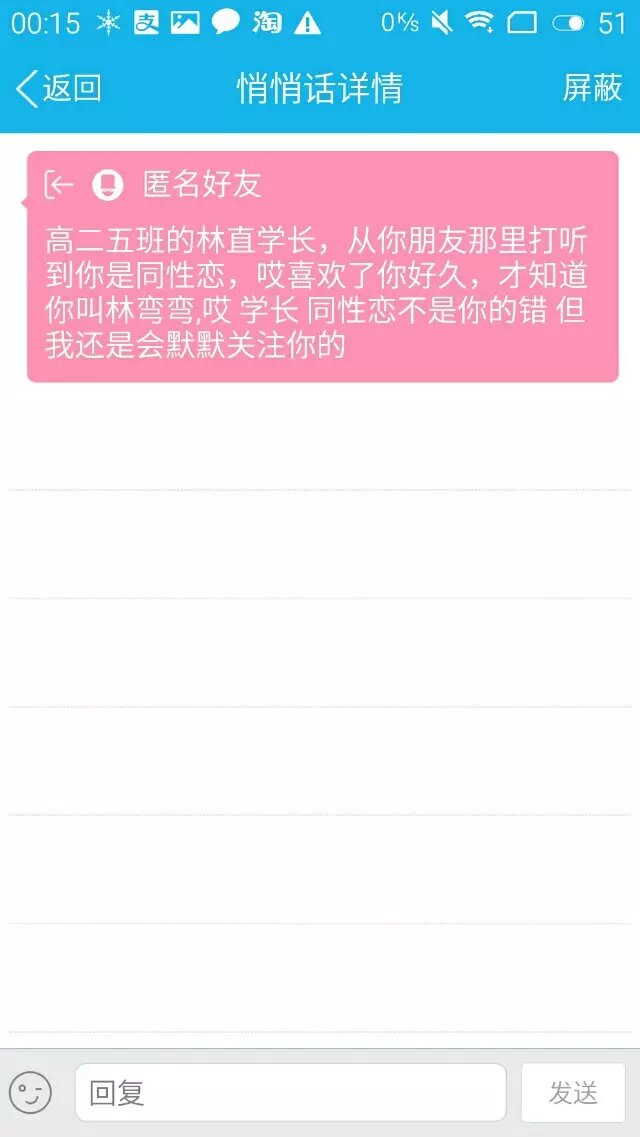 00:15 支 淘 0K/s 51
返回 悄悄话详情 屏蔽
匿名好友
高二五班的林直学长，从你朋友那里打听
到你是同性恋，哎喜欢了你好久，才知道
你叫林弯弯,哎 学长 同性恋不是你的错 但
我还是会默默关注你的
回复 发送